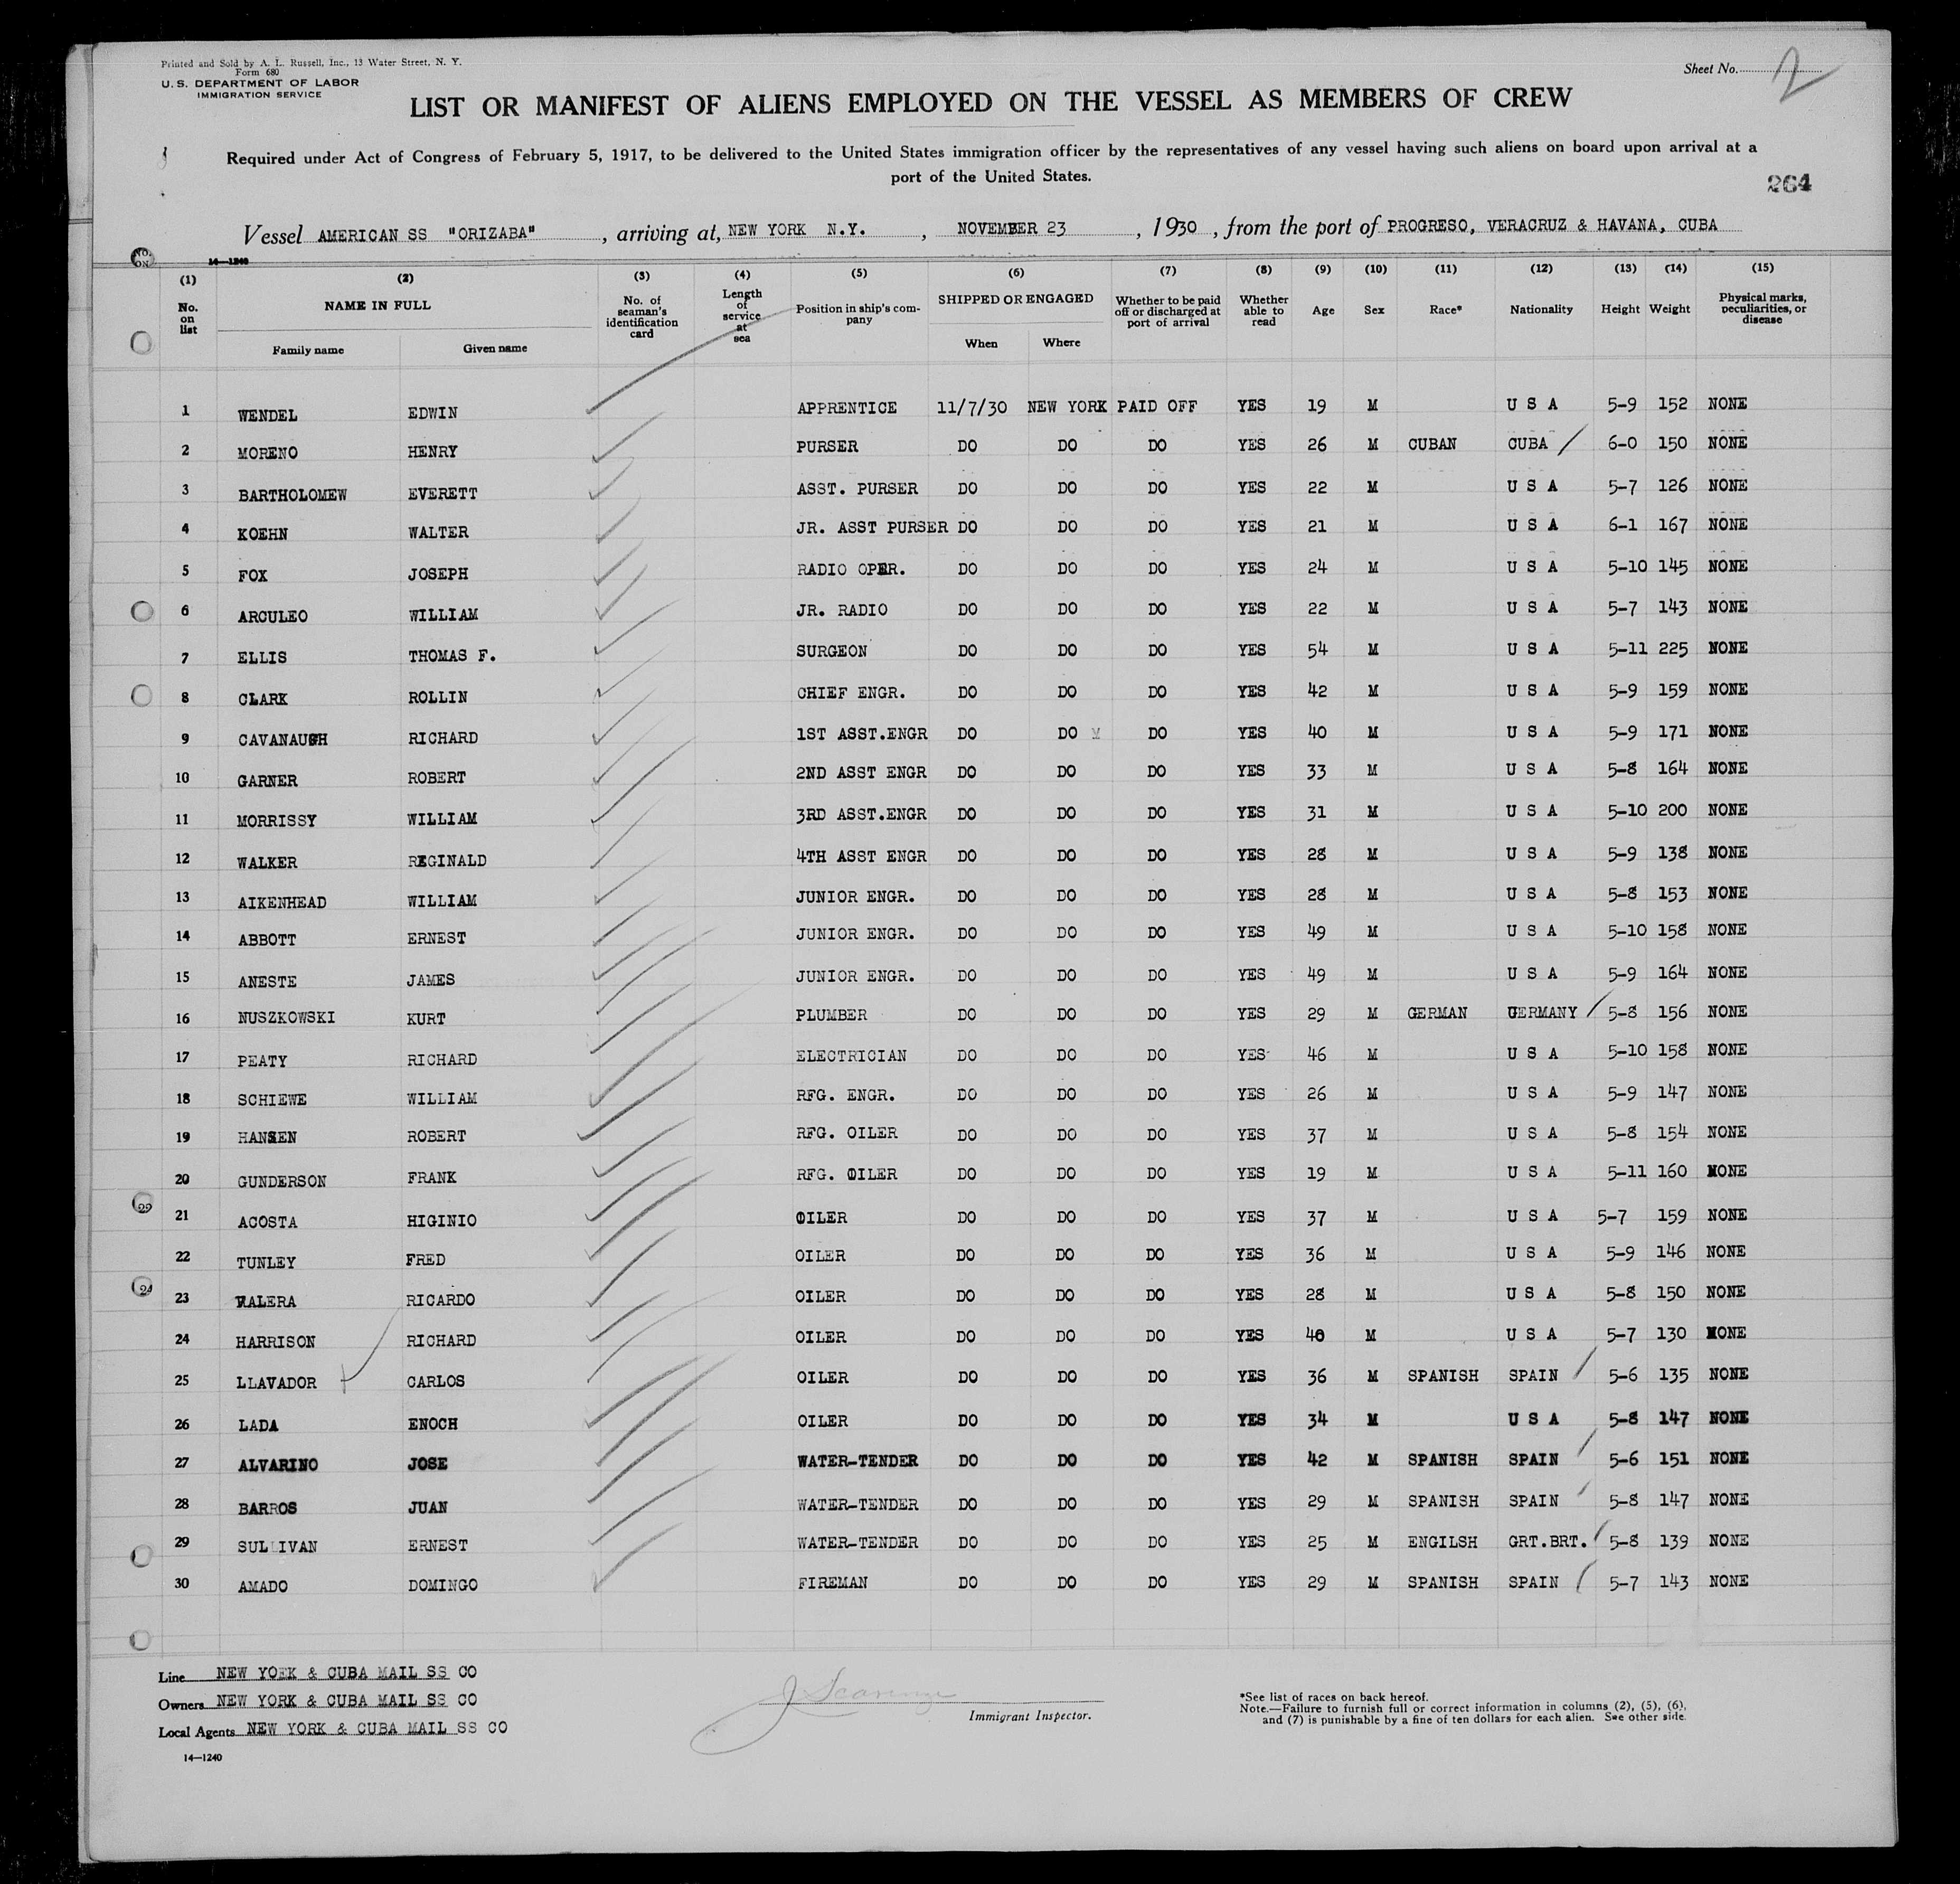 Printed and Sold by A. L. Russell, Inc., 13 Water Street, N. Y.
Form 680
U. S. DEPARTMENT OF LABOR
IMMIGRATION SERVICE
Sheet No. 2
LIST OR MANIFEST OF ALIENS EMPLOYED ON THE VESSEL AS MEMBERS OF CREW
Required under Act of Congress of February 5, 1917, to be delivered to the United States immigration officer by the representatives of any vessel having such aliens on board upon arrival at a
port of the United States.
264
Vessel AMERICAN SS "ORIZABA", arriving at, NEW YORK N.Y., NOVEMBER 23, 1930, from the port of PROGRESO, VERACRUZ & HAVANA, CUBA
14—1240
(1) No. on list
(2) NAME IN FULL
Family name Given name
(3) No. of seaman's identification card
(4) Length of service at sea
(5) Position in ship's company
(6) SHIPPED OR ENGAGED
When Where
(7) Whether to be paid off or discharged at port of arrival
(8) Whether able to read
(9) Age
(10) Sex
(11) Race*
(12) Nationality
(13) Height
(14) Weight
(15) Physical marks, peculiarities, or disease
1 WENDEL EDWIN APPRENTICE 11/7/30 NEW YORK PAID OFF YES 19 M U S A 5-9 152 NONE
2 MORENO HENRY PURSER DO DO DO YES 26 M CUBAN CUBA 6-0 150 NONE
3 BARTHOLOMEW EVERETT ASST. PURSER DO DO DO YES 22 M U S A 5-7 126 NONE
4 KOEHN WALTER JR. ASST PURSER DO DO DO YES 21 M U S A 6-1 167 NONE
5 FOX JOSEPH RADIO OPER. DO DO DO YES 24 M U S A 5-10 145 NONE
6 ARCULEO WILLIAM JR. RADIO DO DO DO YES 22 M U S A 5-7 143 NONE
7 ELLIS THOMAS F. SURGEON DO DO DO YES 54 M U S A 5-11 225 NONE
8 CLARK ROLLIN CHIEF ENGR. DO DO DO YES 42 M U S A 5-9 159 NONE
9 CAVANAUGH RICHARD 1ST ASST.ENGR DO DO M DO YES 40 M U S A 5-9 171 NONE
10 GARNER ROBERT 2ND ASST ENGR DO DO DO YES 33 M U S A 5-8 164 NONE
11 MORRISSY WILLIAM 3RD ASST.ENGR DO DO DO YES 31 M U S A 5-10 200 NONE
12 WALKER REGINALD 4TH ASST ENGR DO DO DO YES 28 M U S A 5-9 138 NONE
13 AIKENHEAD WILLIAM JUNIOR ENGR. DO DO DO YES 28 M U S A 5-8 153 NONE
14 ABBOTT ERNEST JUNIOR ENGR. DO DO DO YES 49 M U S A 5-10 158 NONE
15 ANESTE JAMES JUNIOR ENGR. DO DO DO YES 49 M U S A 5-9 164 NONE
16 NUSZKOWSKI KURT PLUMBER DO DO DO YES 29 M GERMAN GERMANY 5-8 156 NONE
17 PEATY RICHARD ELECTRICIAN DO DO DO YES 46 M U S A 5-10 158 NONE
18 SCHIEWE WILLIAM RFG. ENGR. DO DO DO YES 26 M U S A 5-9 147 NONE
19 HANSEN ROBERT RFG. OILER DO DO DO YES 37 M U S A 5-8 154 NONE
20 GUNDERSON FRANK RFG. OILER DO DO DO YES 19 M U S A 5-11 160 NONE
21 ACOSTA HIGINIO OILER DO DO DO YES 37 M U S A 5-7 159 NONE
22 TUNLEY FRED OILER DO DO DO YES 36 M U S A 5-9 146 NONE
23 VALERA RICARDO OILER DO DO DO YES 28 M U S A 5-8 150 NONE
24 HARRISON RICHARD OILER DO DO DO YES 40 M U S A 5-7 130 NONE
25 LLAVADOR CARLOS OILER DO DO DO YES 36 M SPANISH SPAIN 5-6 135 NONE
26 LADA ENOCH OILER DO DO DO YES 34 M U S A 5-8 147 NONE
27 ALVARINO JOSE WATER-TENDER DO DO DO YES 42 M SPANISH SPAIN 5-6 151 NONE
28 BARROS JUAN WATER-TENDER DO DO DO YES 29 M SPANISH SPAIN 5-8 147 NONE
29 SULLIVAN ERNEST WATER-TENDER DO DO DO YES 25 M ENGILSH GRT.BRT. 5-8 139 NONE
30 AMADO DOMINGO FIREMAN DO DO DO YES 29 M SPANISH SPAIN 5-7 143 NONE
Line NEW YORK & CUBA MAIL SS CO
Owners NEW YORK & CUBA MAIL SS CO
Local Agents NEW YORK & CUBA MAIL SS CO
14—1240
Immigrant Inspector.
*See list of races on back hereof.
Note.—Failure to furnish full or correct information in columns (2), (5), (6),
and (7) is punishable by a fine of ten dollars for each alien. See other side.